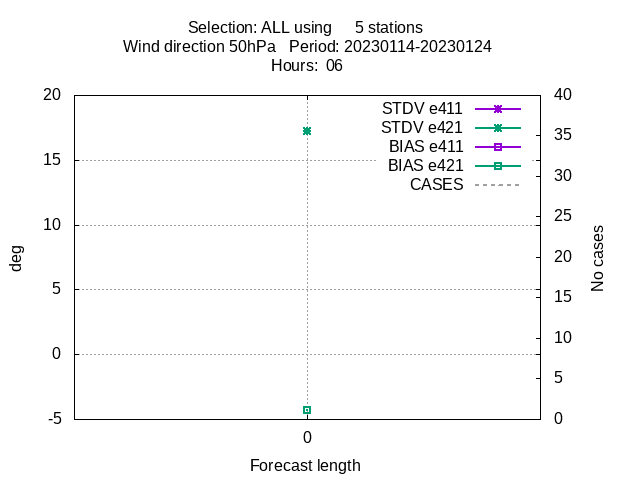 Selection: ALL using     5 stations
Wind direction 50hPa   Period: 20230114-20230124
Hours:  06
20
15
10
5
0
-5
deg
STDV e411
STDV e421
BIAS e411
BIAS e421
CASES
40
35
30
25
20
15
10
5
0
No cases
0
Forecast length